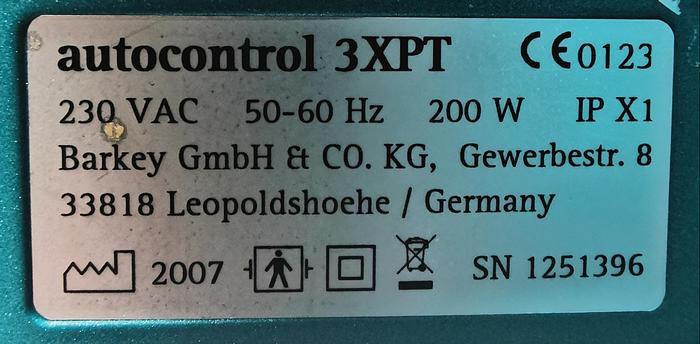 autocontrol 3XPT CE0123
230 VAC 50-60 Hz 200 W IP X1
Barkey GmbH & CO. KG, Gewerbestr. 8
33818 Leopoldshoehe / Germany
2007 SN 1251396